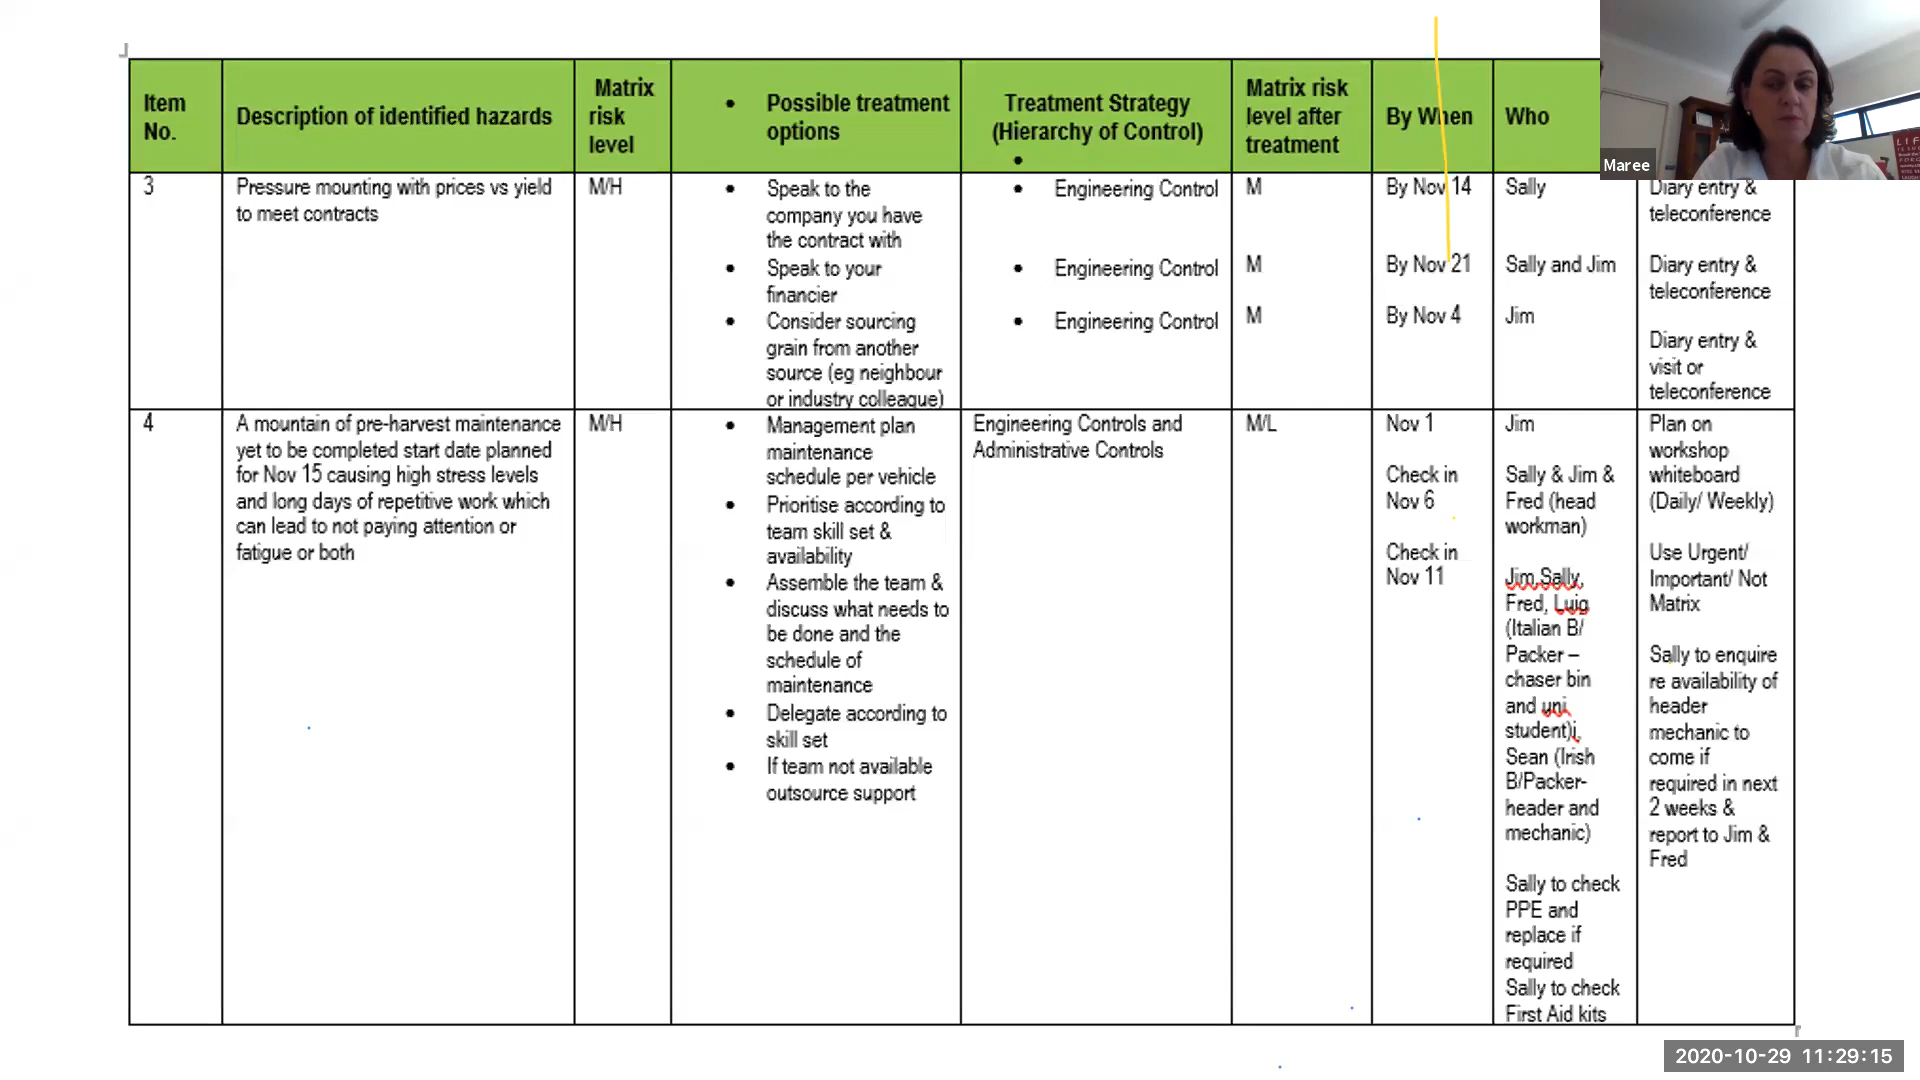 Item
No.
Description of identified hazards
Matrix
risk
level
• Possible treatment
options
Treatment Strategy
(Hierarchy of Control)
•
Matrix risk
level after
treatment
By When
Who
Maree
3
Pressure mounting with prices vs yield
to meet contracts
M/H
• Speak to the
company you have
the contract with
• Speak to your
financier
• Consider sourcing
grain from another
source (eg neighbour
or industry colleague)
• Engineering Control
• Engineering Control
• Engineering Control
M
M
M
By Nov 14
By Nov 21
By Nov 4
Sally
Sally and Jim
Jim
Diary entry &
teleconference
Diary entry &
teleconference
Diary entry &
visit or
teleconference
4
A mountain of pre-harvest maintenance
yet to be completed start date planned
for Nov 15 causing high stress levels
and long days of repetitive work which
can lead to not paying attention or
fatigue or both
M/H
• Management plan
maintenance
schedule per vehicle
• Prioritise according to
team skill set &
availability
• Assemble the team &
discuss what needs to
be done and the
schedule of
maintenance
• Delegate according to
skill set
• If team not available
outsource support
Engineering Controls and
Administrative Controls
M/L
Nov 1
Check in
Nov 6
Check in
Nov 11
Jim
Sally & Jim &
Fred (head
workman)
Jim,Sally,
Fred, Luig
(Italian B/
Packer –
chaser bin
and uni
student)i,
Sean (Irish
B/Packer-
header and
mechanic)
Sally to check
PPE and
replace if
required
Sally to check
First Aid kits
Plan on
workshop
whiteboard
(Daily/ Weekly)
Use Urgent/
Important/ Not
Matrix
Sally to enquire
re availability of
header
mechanic to
come if
required in next
2 weeks &
report to Jim &
Fred
2020-10-29 11:29:15